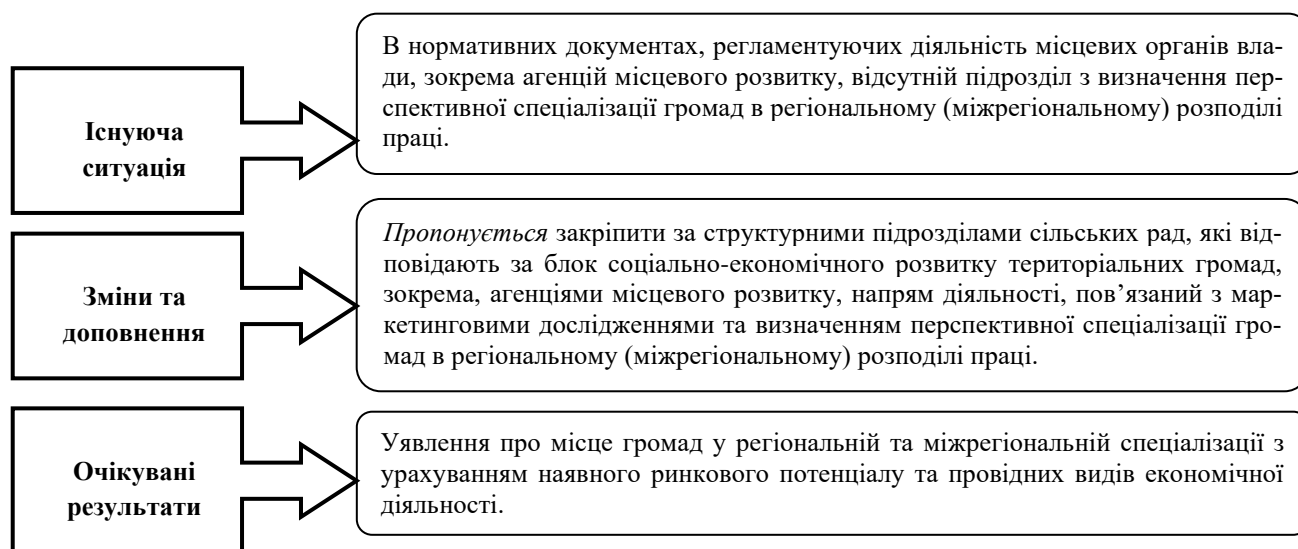 Існуюча
ситуація
В нормативних документах, регламентуючих діяльність місцевих органів вла-
ди, зокрема агенцій місцевого розвитку, відсутній підрозділ з визначення пер-
спективної спеціалізації громад в регіональному (міжрегіональному) розподілі
праці.
Зміни та
доповнення
Пропонується закріпити за структурними підрозділами сільських рад, які від-
повідають за блок соціально-економічного розвитку територіальних громад,
зокрема, агенціями місцевого розвитку, напрям діяльності, пов’язаний з мар-
кетинговими дослідженнями та визначенням перспективної спеціалізації гро-
мад в регіональному (міжрегіональному) розподілі праці.
Очікувані
результати
Уявлення про місце громад у регіональній та міжрегіональній спеціалізації з
урахуванням наявного ринкового потенціалу та провідних видів економічної
діяльності.